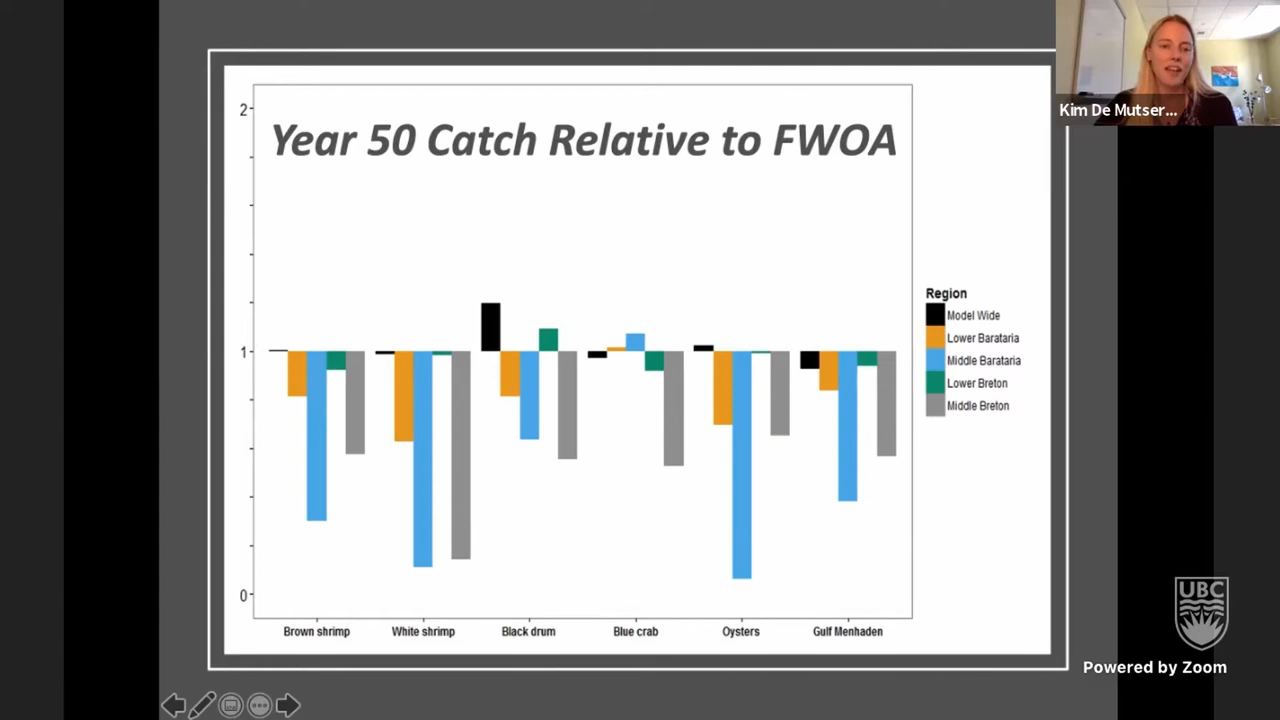 Kim De Mutser...
Year 50 Catch Relative to FWOA
2
1
0
Region
Model Wide
Lower Barataria
Middle Barataria
Lower Breton
Middle Breton
Brown shrimp
White shrimp
Black drum
Blue crab
Oysters
Gulf Menhaden
UBC
Powered by Zoom